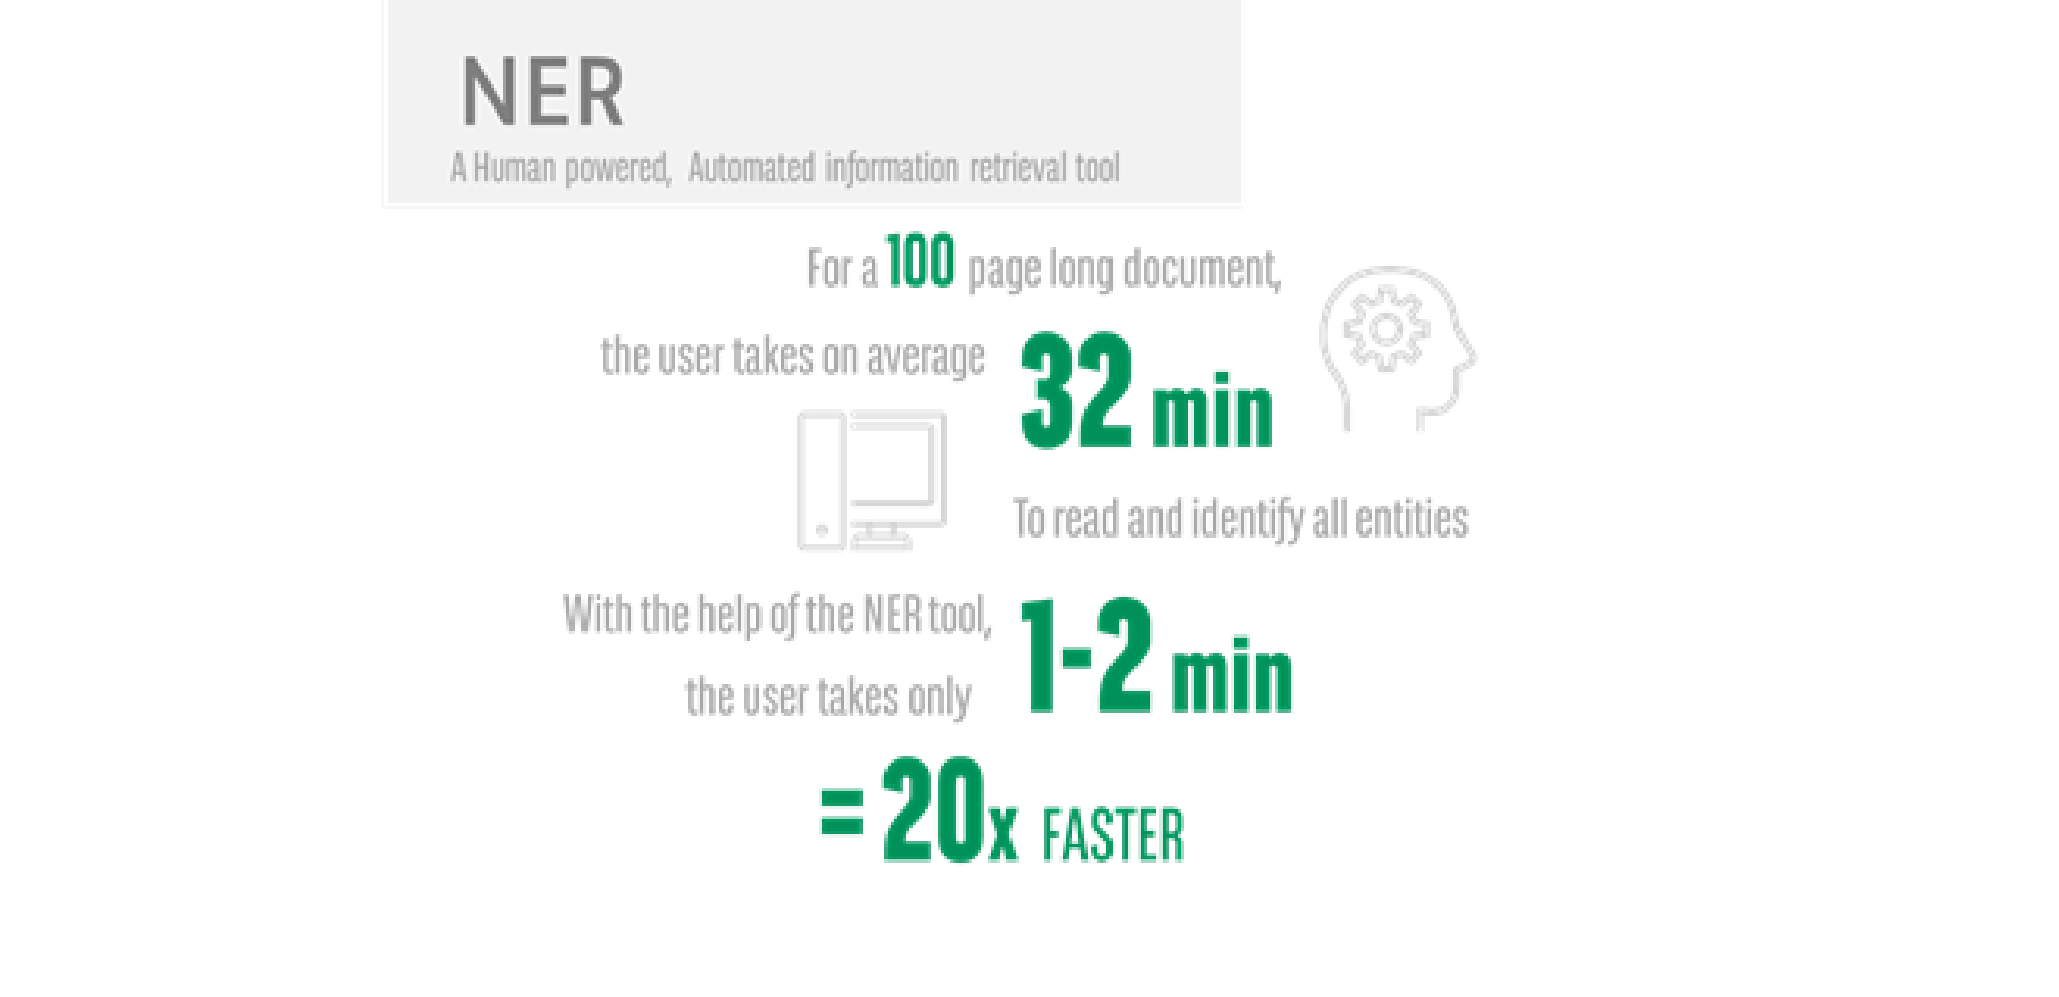 NER
A Human powered, Automated information retrieval tool
For a 100 page long document,
the user takes on average
32 min
To read and identify all entities
With the help of the NER tool,
the user takes only
1-2 min
= 20x FASTER